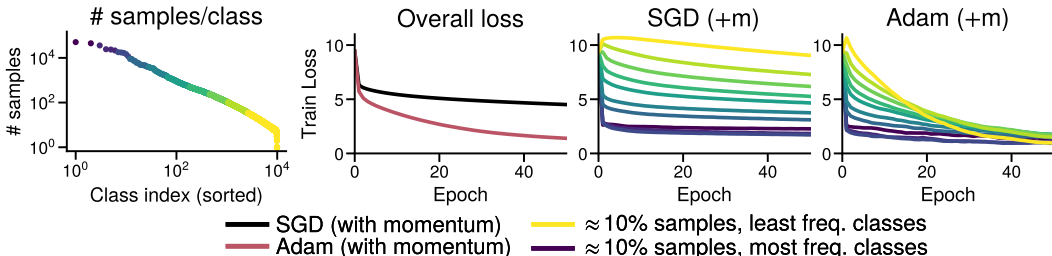 # samples/class
# samples
10⁴
10²
10⁰
10⁰
10²
10⁴
Class index (sorted)
Overall loss
Train Loss
10
5
0
0
20
40
Epoch
SGD (+m)
10
5
0
0
20
40
Epoch
Adam (+m)
10
5
0
0
20
40
Epoch
SGD (with momentum)
Adam (with momentum)
≈10% samples, least freq. classes
≈10% samples, most freq. classes